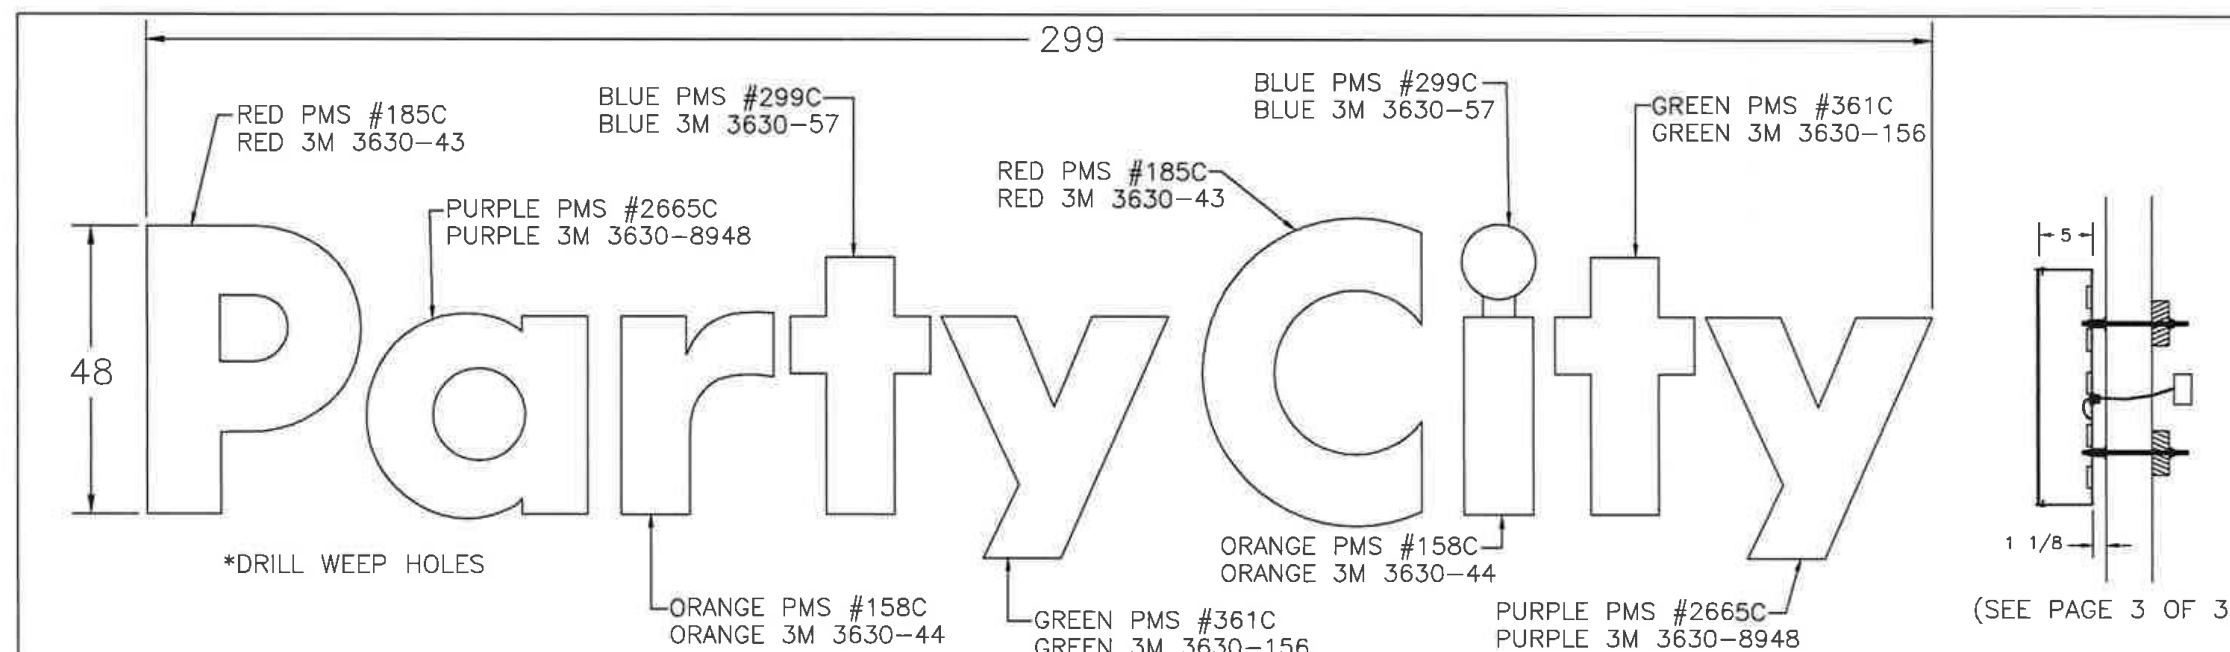 299
RED PMS #185C
RED 3M 3630-43
BLUE PMS #299C
BLUE 3M 3630-57
BLUE PMS #299C
BLUE 3M 3630-57
GREEN PMS #361C
GREEN 3M 3630-156
RED PMS #185C
RED 3M 3630-43
PURPLE PMS #2665C
PURPLE 3M 3630-8948
48
Party City
5
1 1/8
*DRILL WEEP HOLES
ORANGE PMS #158C
ORANGE 3M 3630-44
ORANGE PMS #158C
ORANGE 3M 3630-44
GREEN PMS #361C
GREEN 3M 3630-156
PURPLE PMS #2665C
PURPLE 3M 3630-8948
(SEE PAGE 3 OF 3